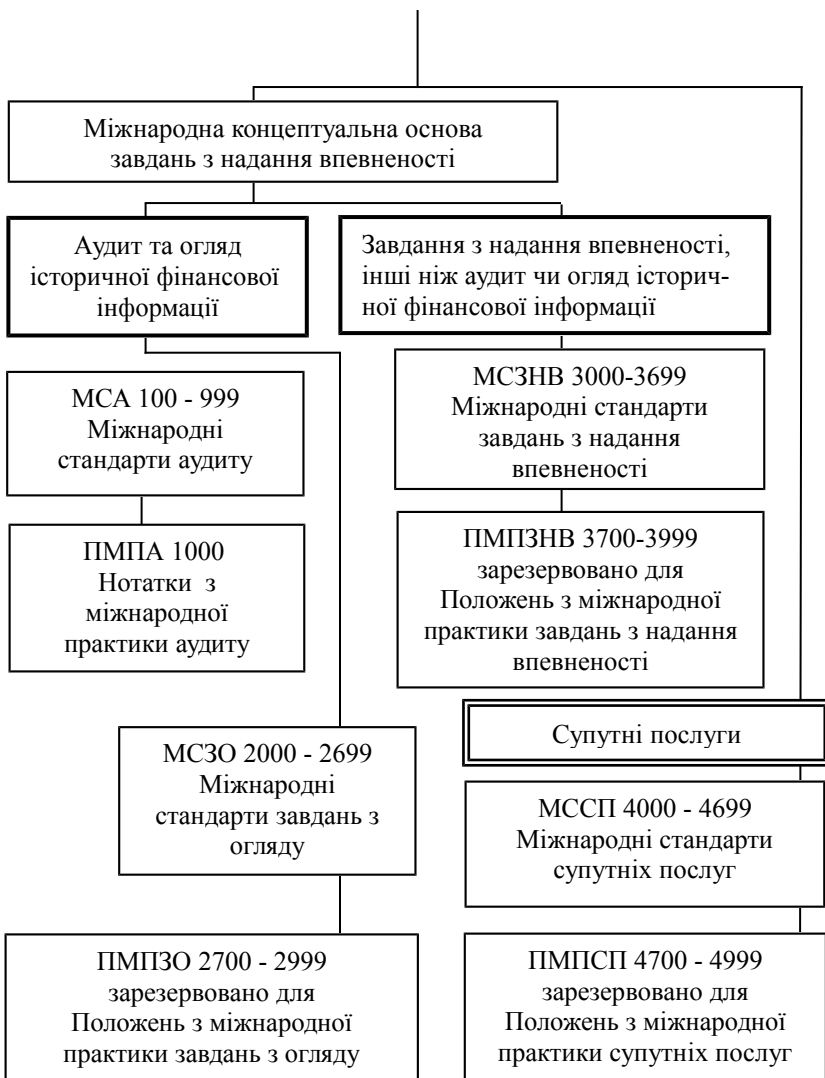 Міжнародна концептуальна основа
завдань з надання впевненості
Аудит та огляд
історичної фінансової
інформації
Завдання з надання впевненості,
інші ніж аудит чи огляд історич-
ної фінансової інформації
МСА 100 - 999
Міжнародні
стандарти аудиту
МСЗНВ 3000-3699
Міжнародні стандарти
завдань з надання
впевненості
ПМПА 1000
Нотатки з
міжнародної
практики аудиту
ПМПЗНВ 3700-3999
зарезервовано для
Положень з міжнародної
практики завдань з надання
впевненості
МСЗО 2000 - 2699
Міжнародні
стандарти завдань з
огляду
Супутні послуги
МССП 4000 - 4699
Міжнародні стандарти
супутніх послуг
ПМПЗО 2700 - 2999
зарезервовано для
Положень з міжнародної
практики завдань з огляду
ПМПСП 4700 - 4999
зарезервовано для
Положень з міжнародної
практики супутніх послуг